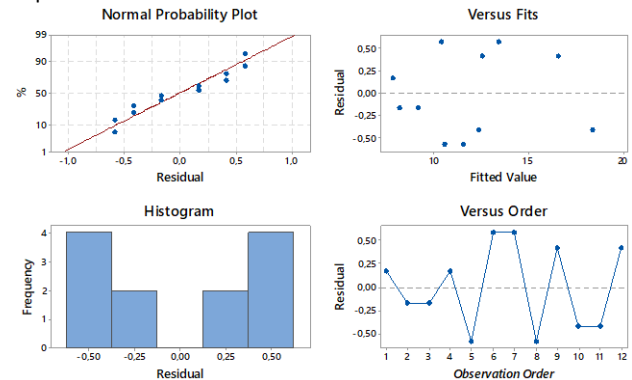 Normal Probability Plot
99
90
50
10
1
%
-1,0 -0,5 0,0 0,5 1,0
Residual
Versus Fits
0,50
0,25
0,00
-0,25
-0,50
Residual
10 15 20
Fitted Value
Histogram
4
3
2
1
0
Frequency
-0,50 -0,25 0,00 0,25 0,50
Residual
Versus Order
0,50
0,25
0,00
-0,25
-0,50
Residual
1 2 3 4 5 6 7 8 9 10 11 12
Observation Order